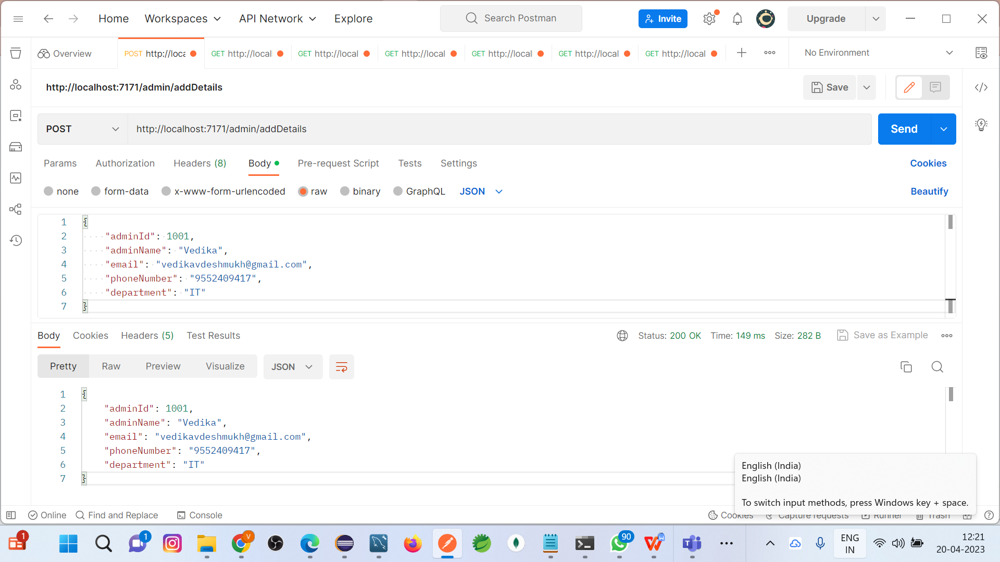 Home Workspaces API Network Explore Search Postman Invite Upgrade
Overview POST http://loca GET http://local GET http://local GET http://local GET http://local GET http://local GET http://local No Environment
http://localhost:7171/admin/addDetails Save
POST http://localhost:7171/admin/addDetails Send
Params Authorization Headers (8) Body Pre-request Script Tests Settings Cookies
none form-data x-www-form-urlencoded raw binary GraphQL JSON Beautify
1 {
2 "adminId": 1001,
3 "adminName": "Vedika",
4 "email": "vedikavdeshmukh@gmail.com",
5 "phoneNumber": "9552409417",
6 "department": "IT"
7 }
Body Cookies Headers (5) Test Results Status: 200 OK Time: 149 ms Size: 282 B Save as Example
Pretty Raw Preview Visualize JSON
1 {
2 "adminId": 1001,
3 "adminName": "Vedika",
4 "email": "vedikavdeshmukh@gmail.com",
5 "phoneNumber": "9552409417",
6 "department": "IT"
7 }
English (India)
English (India)
To switch input methods, press Windows key + space.
Online Find and Replace Console Cookies Capture requests Runner Trash
1 1 V 90 W T ENG 12:21
IN 20-04-2023